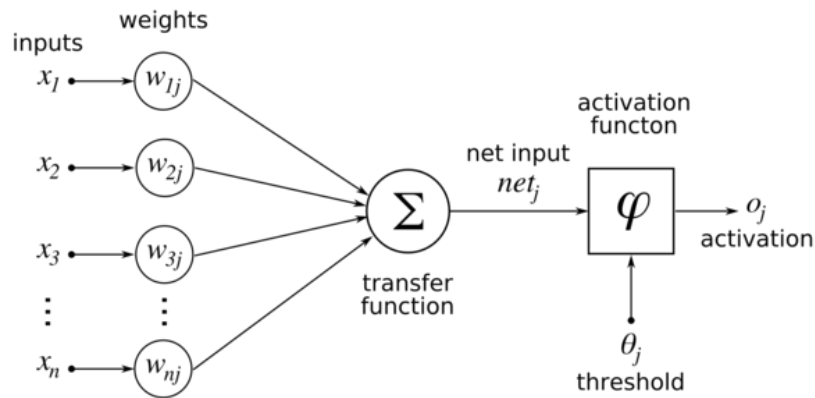 weights
inputs
x₁
w₁ⱼ
x₂
w₂ⱼ
x₃
w₃ⱼ
⋮
⋮
xₙ
wₙⱼ
Σ
transfer
function
net input
netⱼ
activation
functon
φ
oⱼ
activation
θⱼ
threshold